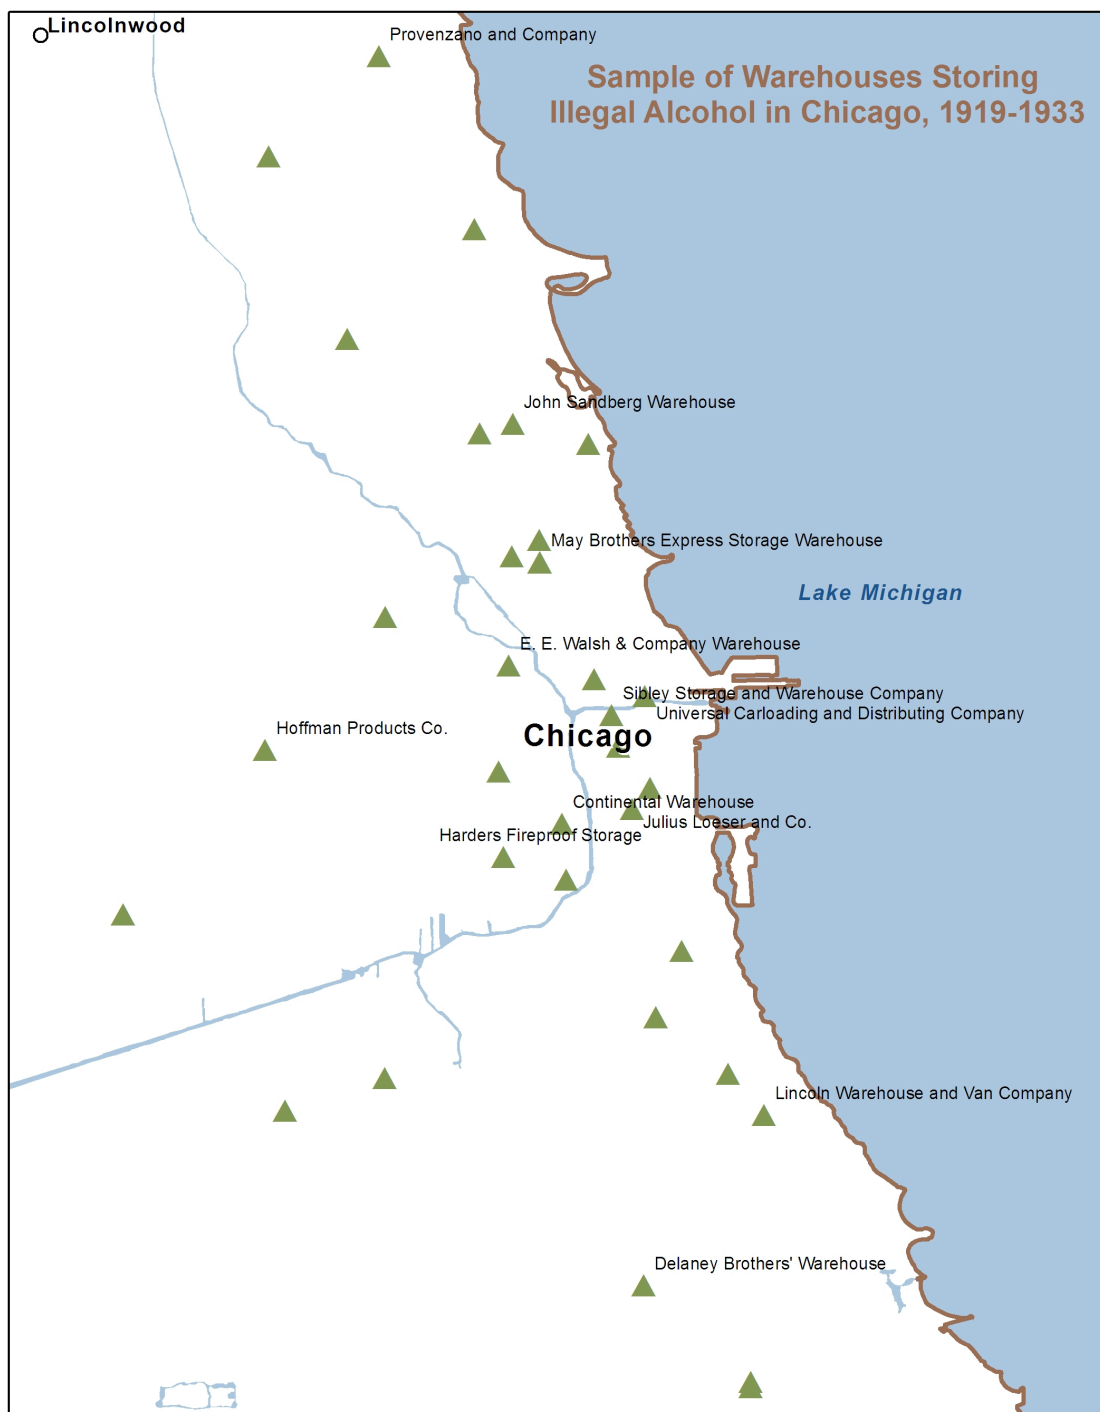 Lincolnwood
Provenzano and Company
Sample of Warehouses Storing
Illegal Alcohol in Chicago, 1919-1933
John Sandberg Warehouse
May Brothers Express Storage Warehouse
Lake Michigan
E. E. Walsh & Company Warehouse
Sibley Storage and Warehouse Company
Universal Carloading and Distributing Company
Hoffman Products Co.
Chicago
Continental Warehouse
Julius Loeser and Co.
Harders Fireproof Storage
Lincoln Warehouse and Van Company
Delaney Brothers' Warehouse